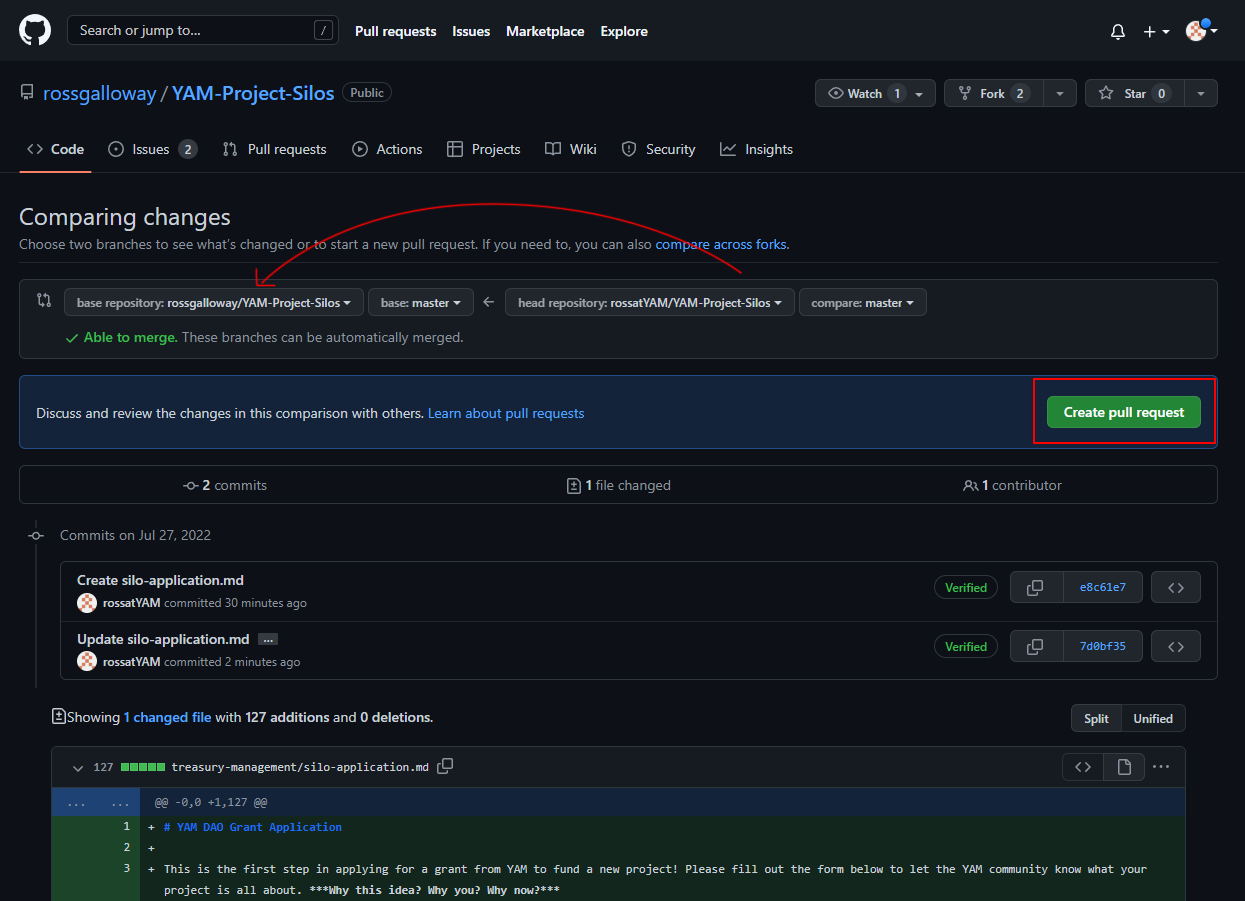 Search or jump to... /
Pull requests Issues Marketplace Explore
rossgalloway / YAM-Project-Silos Public
Watch 1 Fork 2 Star 0
Code Issues 2 Pull requests Actions Projects Wiki Security Insights
Comparing changes
Choose two branches to see what's changed or to start a new pull request. If you need to, you can also compare across forks.
base repository: rossgalloway/YAM-Project-Silos base: master head repository: rossatYAM/YAM-Project-Silos compare: master
Able to merge. These branches can be automatically merged.
Discuss and review the changes in this comparison with others. Learn about pull requests
Create pull request
2 commits 1 file changed 1 contributor
Commits on Jul 27, 2022
Create silo-application.md
rossatYAM committed 30 minutes ago
Verified e8c61e7
Update silo-application.md ...
rossatYAM committed 2 minutes ago
Verified 7d0bf35
Showing 1 changed file with 127 additions and 0 deletions.
Split Unified
127 treasury-management/silo-application.md
... ... @@ -0,0 +1,127 @@
1 + # YAM DAO Grant Application
2 +
3 + This is the first step in applying for a grant from YAM to fund a new project! Please fill out the form below to let the YAM community know what your
project is all about. ***Why this idea? Why you? Why now?***